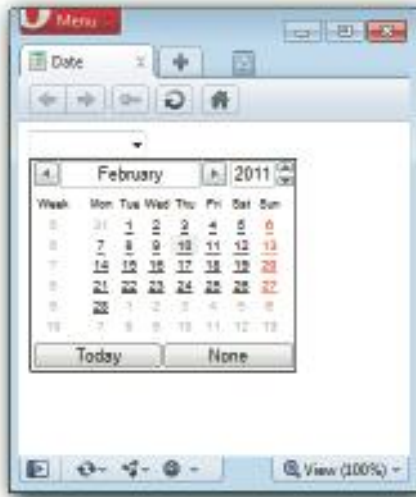 Menu
Date
February 2011
Week Mon Tue Wed Thu Fri Sat Sun
5 31 1 2 3 4 5 6
6 7 8 9 10 11 12 13
7 14 15 16 17 18 19 20
8 21 22 23 24 25 26 27
9 28 1 2 3 4 5 6
10 7 8 9 10 11 12 13
Today None
View (100%)